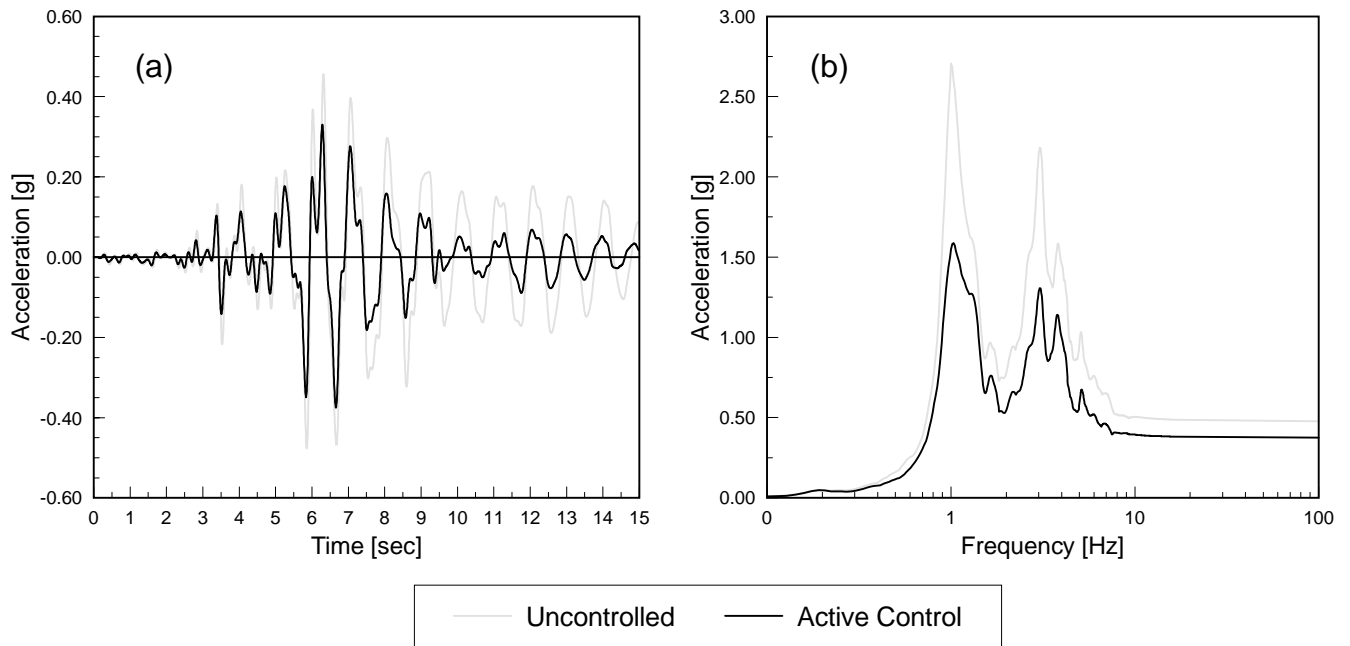 (a)
Acceleration [g]
0.60
0.40
0.20
0.00
-0.20
-0.40
-0.60
0 1 2 3 4 5 6 7 8 9 10 11 12 13 14 15
Time [sec]
(b)
Acceleration [g]
3.00
2.50
2.00
1.50
1.00
0.50
0.00
0 1 10 100
Frequency [Hz]
Uncontrolled
Active Control